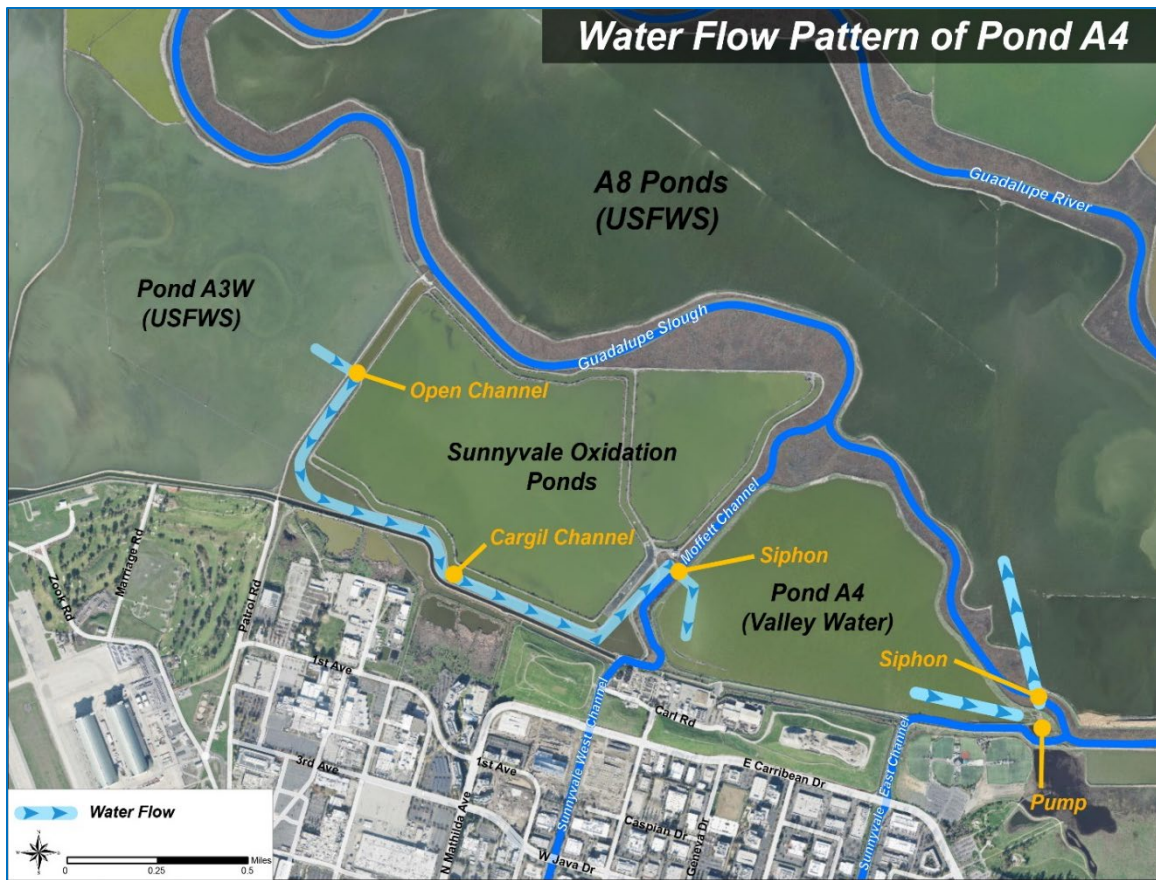 Water Flow Pattern of Pond A4
Guadalupe River
A8 Ponds
(USFWS)
Pond A3W
(USFWS)
Guadalupe Slough
Open Channel
Sunnyvale Oxidation
Ponds
Moffett Channel
Cargil Channel
Siphon
Pond A4
(Valley Water)
Siphon
Zook Rd
Marriage Rd
Patrol Rd
1st Ave
Carl Rd
Sunnyvale West Channel
Sunnyvale East Channel
3rd Ave
1st Ave
E Carribean Dr
Pump
N Mathilda Ave
Caspian Dr
Geneva Dr
W Java Dr
Water Flow
Miles
0
0.25
0.5